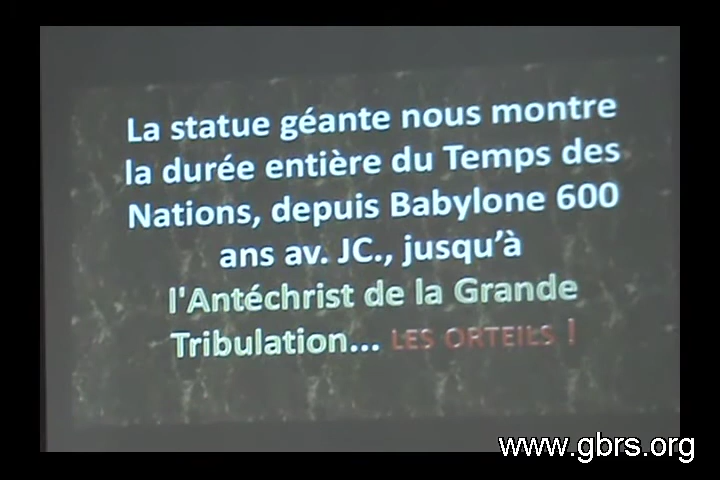 La statue géante nous montre
la durée entière du Temps des
Nations, depuis Babylone 600
ans av. JC., jusqu'à
l'Antéchrist de la Grande
Tribulation... LES ORTEILS !
www.gbrs.org